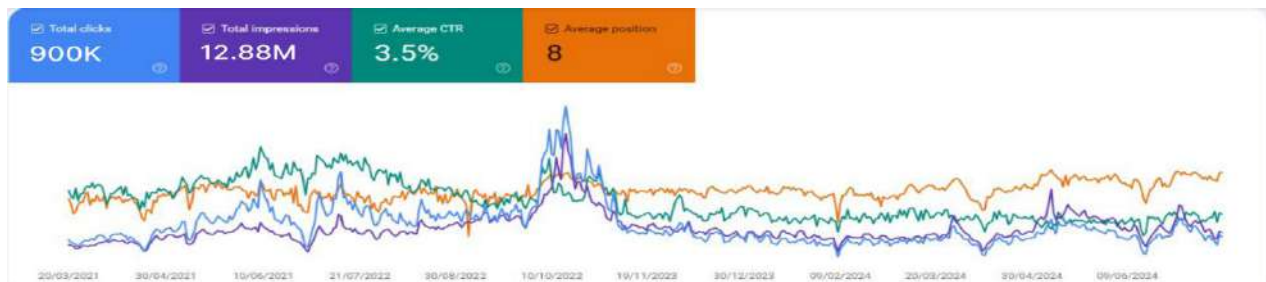 Total clicks
900K
Total impressions
12.88M
Average CTR
3.5%
Average position
8
20/03/2021 30/04/2021 10/06/2021 21/07/2022 30/08/2022 10/10/2022 19/11/2023 30/12/2023 09/02/2024 20/03/2024 30/04/2024 09/06/2024